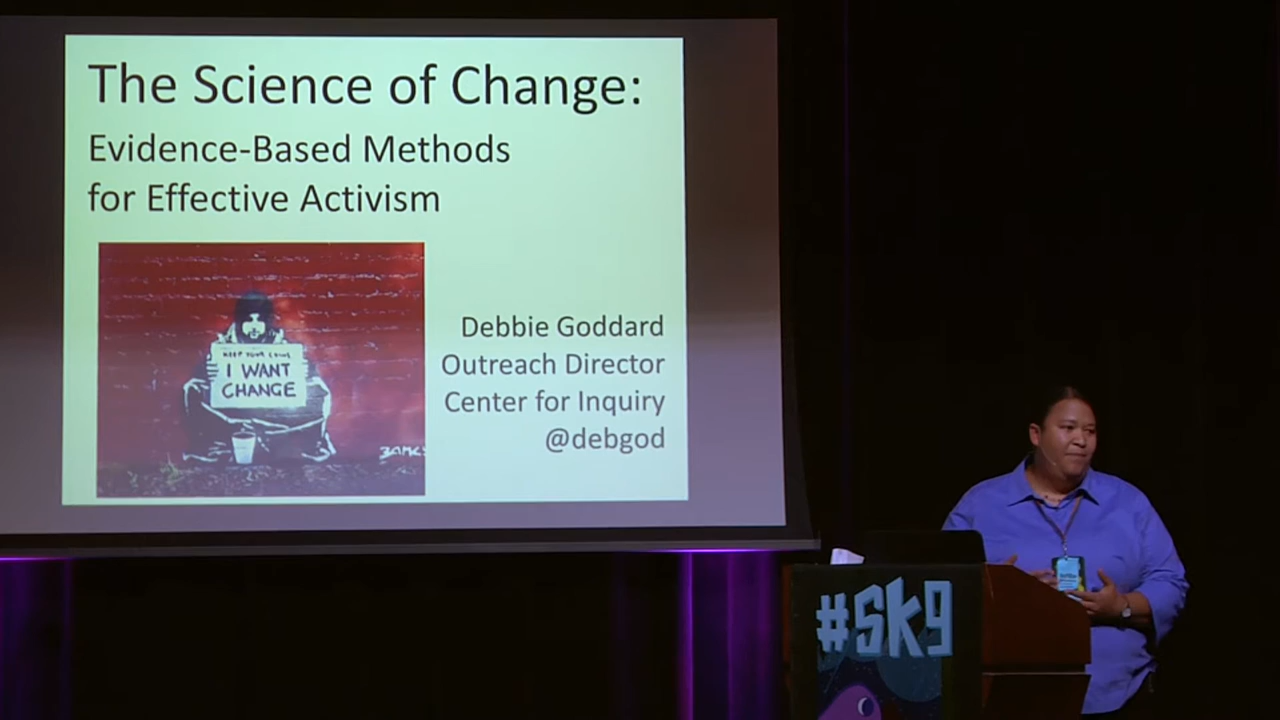 The Science of Change:
Evidence-Based Methods
for Effective Activism
KEEP YOUR COINS
I WANT
CHANGE
Debbie Goddard
Outreach Director
Center for Inquiry
@debgod
#SK9